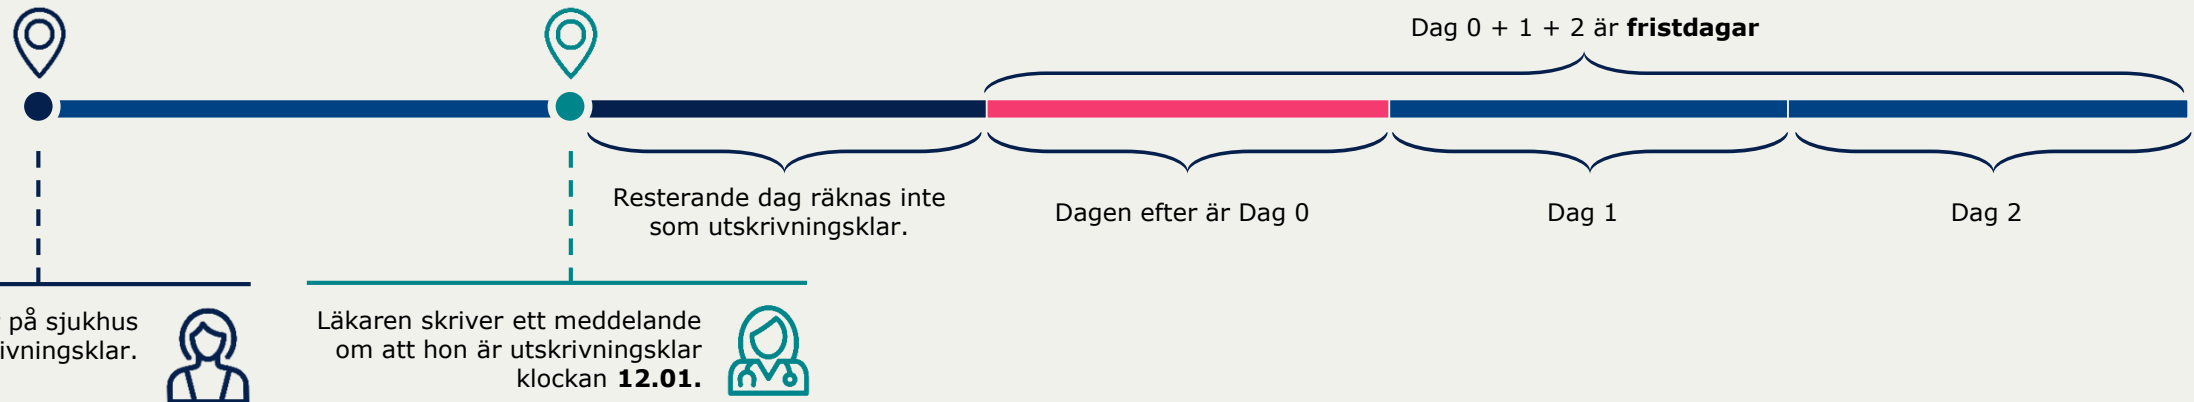 Dag 0 + 1 + 2 är fristdagar
Resterande dag räknas inte
som utskrivningsklar.
Dagen efter är Dag 0
Dag 1
Dag 2
på sjukhus
ivningsklar.
Läkaren skriver ett meddelande
om att hon är utskrivningsklar
klockan 12.01.